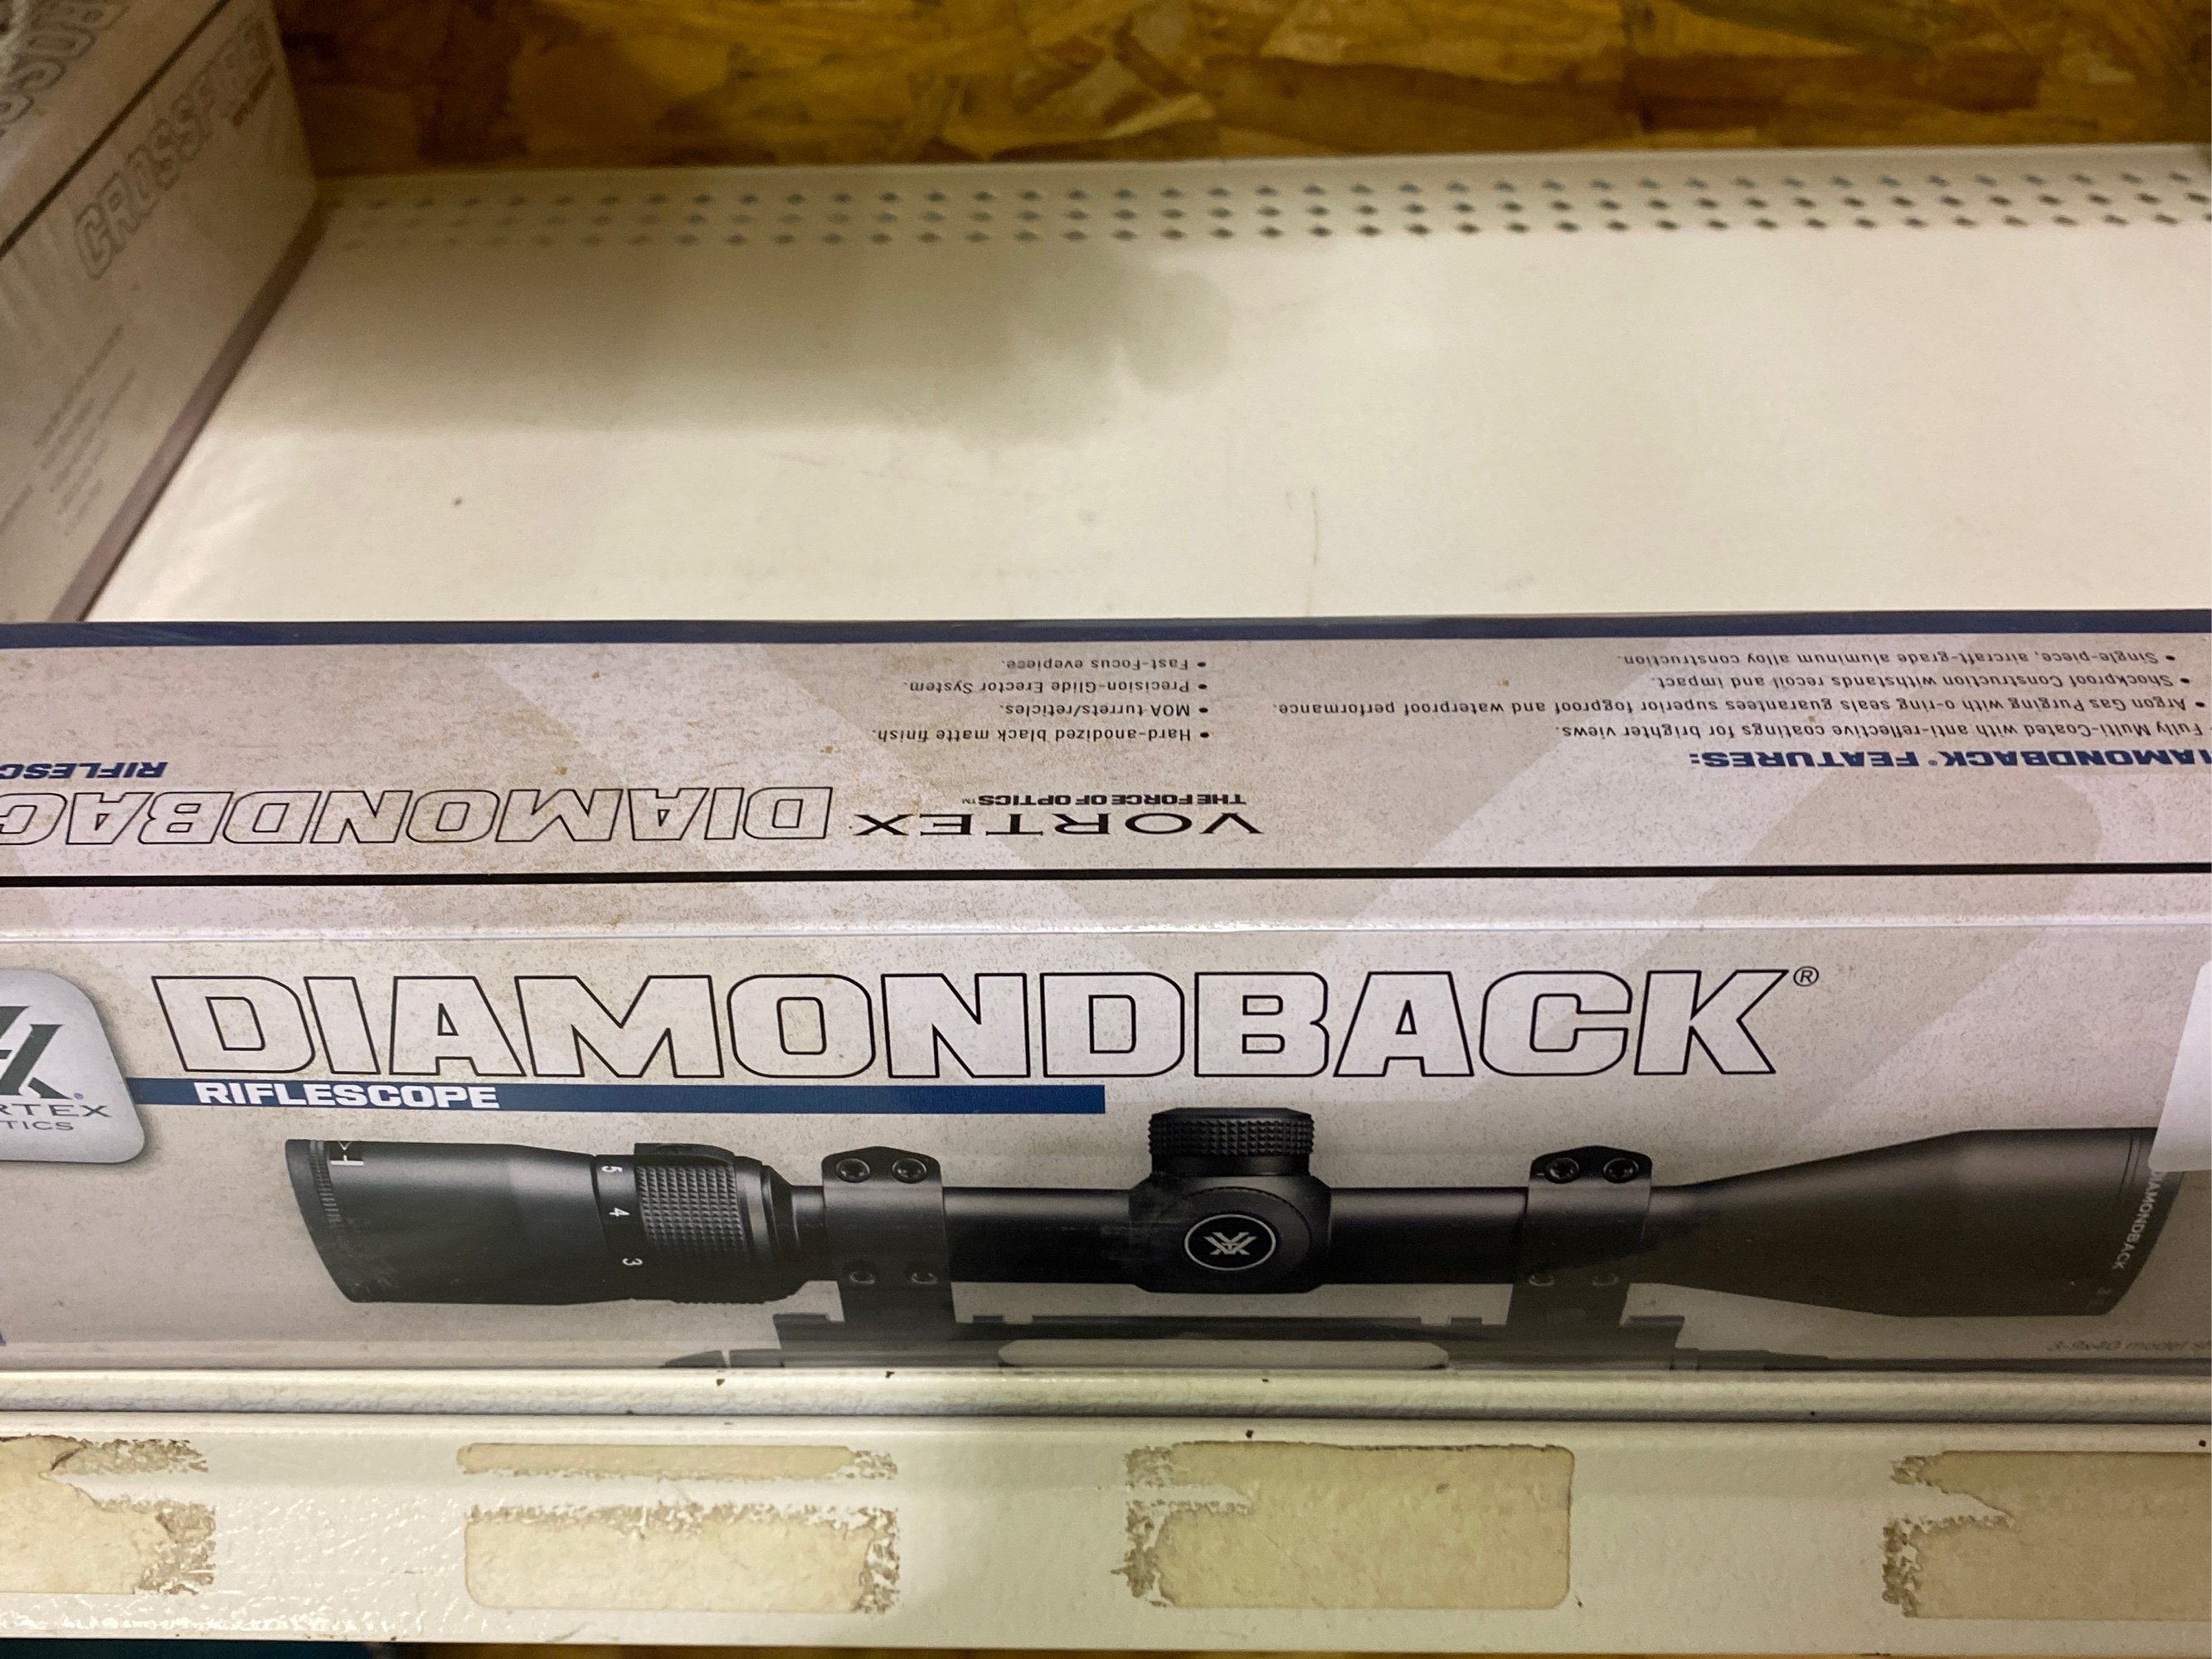 CROSSFIRE
RIFLESC
DIAMONDBAC
VORTEX
THE FORCE OF OPTICS™
IAMONDBACK® FEATURES:
Fully Multi-Coated with anti-reflective coatings for brighter views.
• Argon Gas Purging with o-ring seals guarantees superior fogproof and waterproof performance.
• Shockproof Construction withstands recoil and impact.
• Single-piece, aircraft-grade aluminum alloy construction.
• Hard-anodized black matte finish.
• MOA turrets/reticles.
• Precision-Glide Erector System.
• Fast-Focus eyepiece.
DIAMONDBACK®
RIFLESCOPE
RTEX®
TICS
5
4
3
DIAMONDBACK